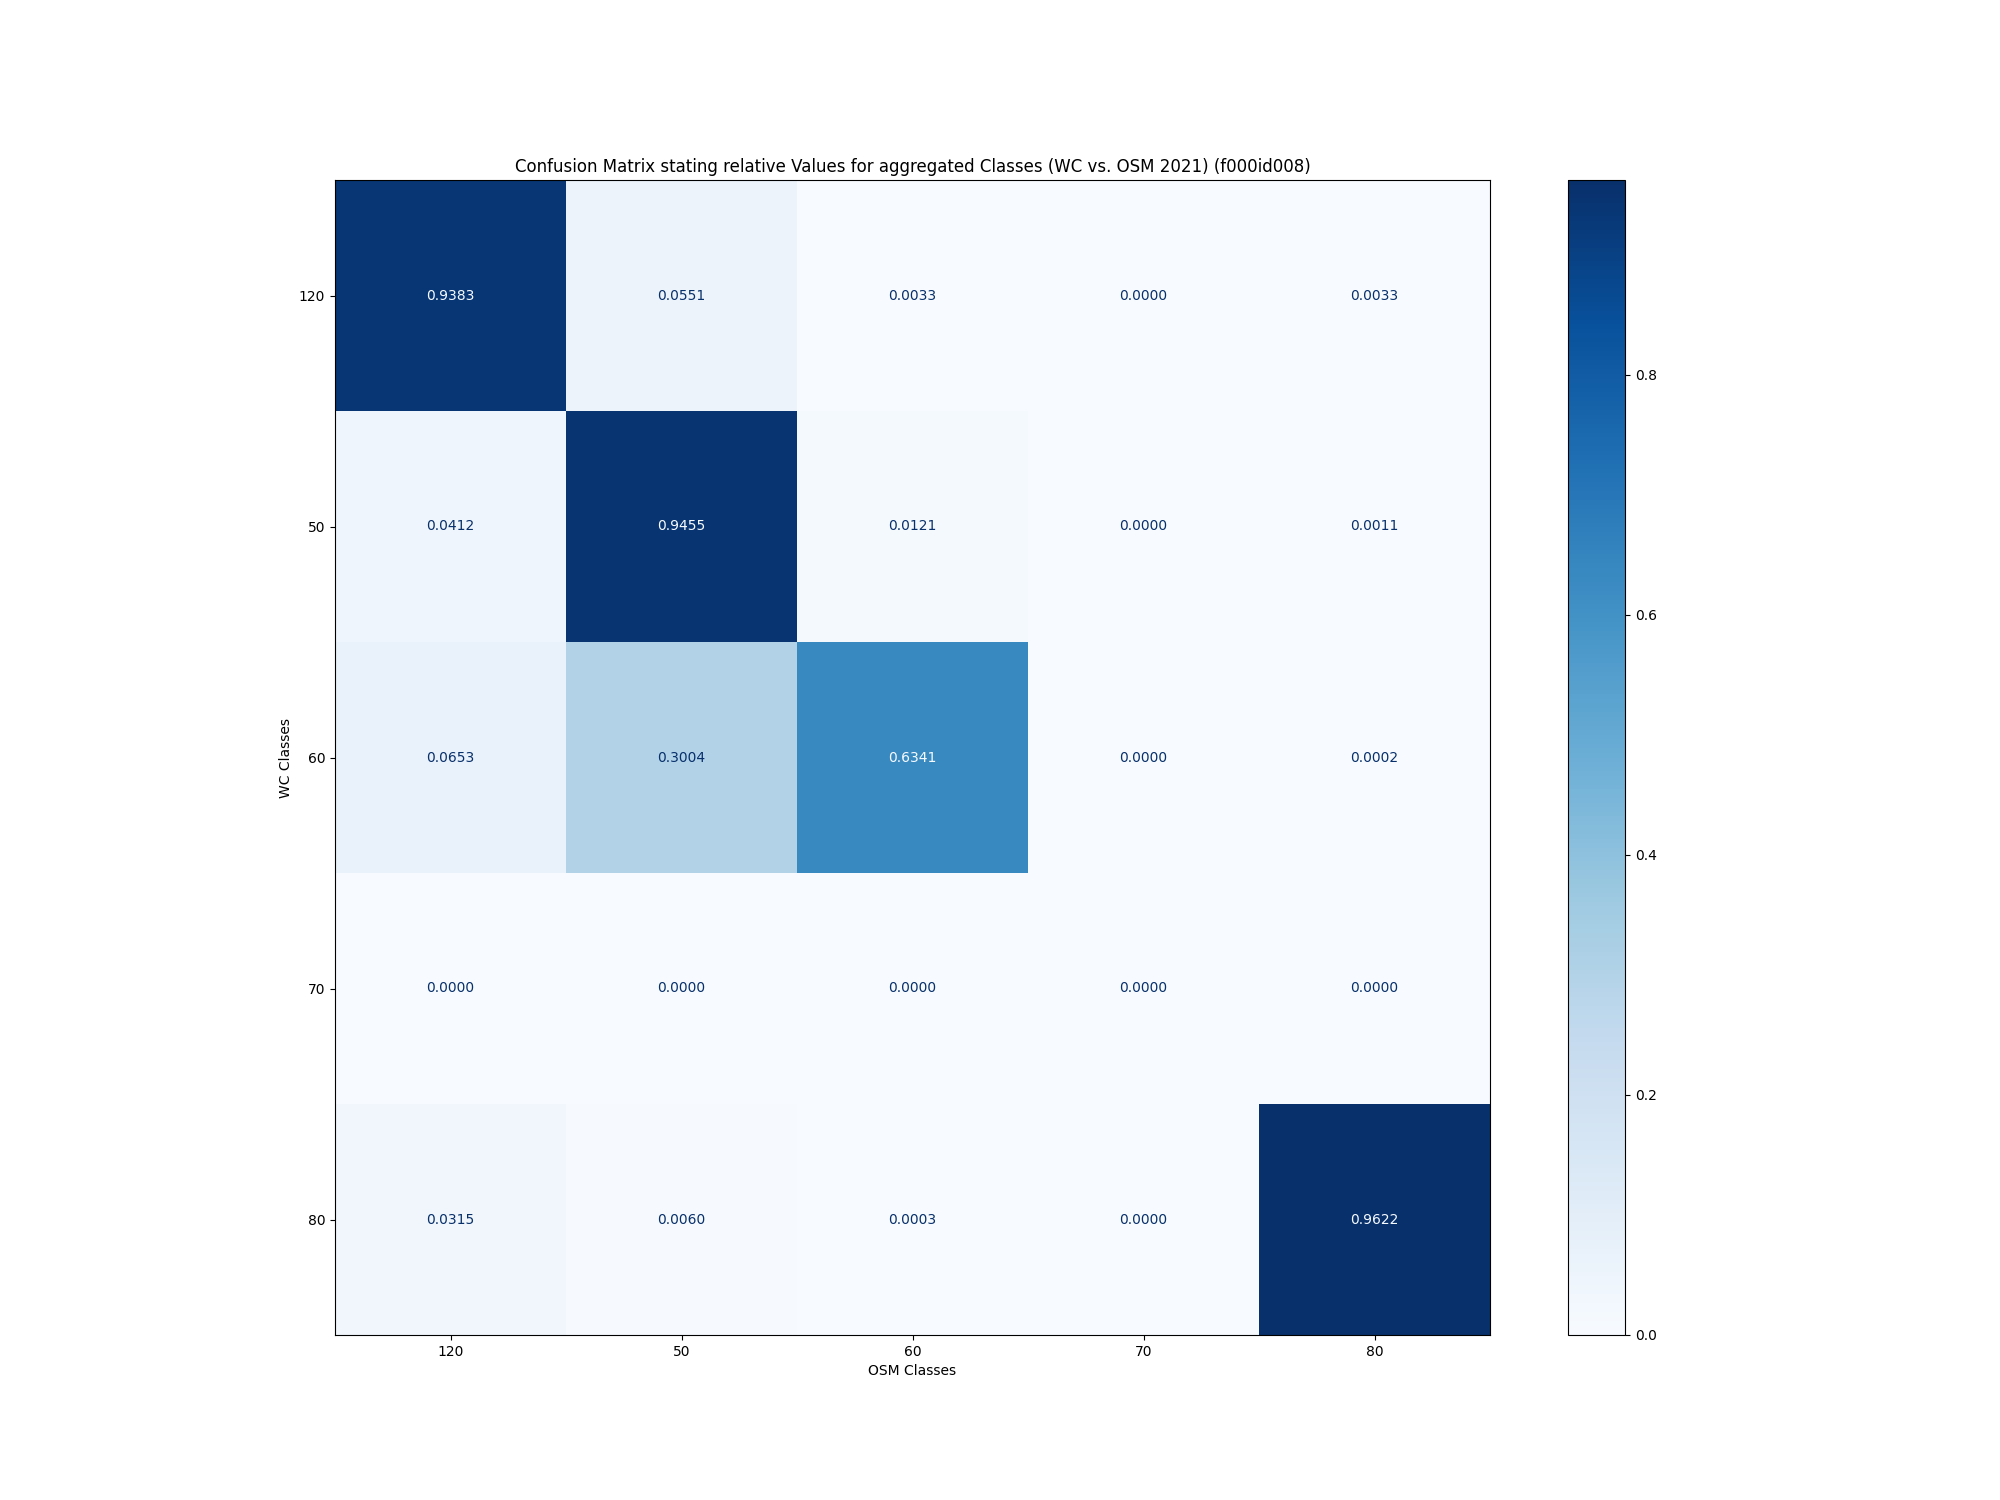 Confusion Matrix stating relative Values for aggregated Classes (WC vs. OSM 2021) (f000id008)
120 0.9383 0.0551 0.0033 0.0000 0.0033
50 0.0412 0.9455 0.0121 0.0000 0.0011
60 0.0653 0.3004 0.6341 0.0000 0.0002
70 0.0000 0.0000 0.0000 0.0000 0.0000
80 0.0315 0.0060 0.0003 0.0000 0.9622
120 50 60 70 80
OSM Classes
WC Classes
0.8
0.6
0.4
0.2
0.0